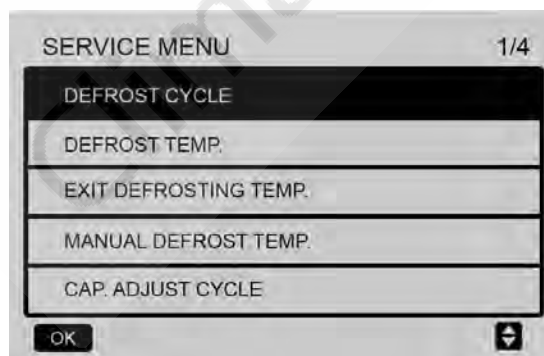 SERVICE MENU 1/4
DEFROST CYCLE
DEFROST TEMP.
EXIT DEFROSTING TEMP.
MANUAL DEFROST TEMP.
CAP. ADJUST CYCLE
OK